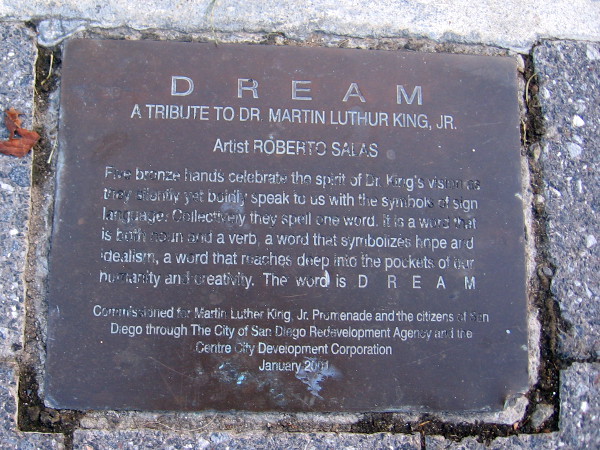 D R E A M
A TRIBUTE TO DR. MARTIN LUTHUR KING, JR.
Artist ROBERTO SALAS
Five bronze hands celebrate the spirit of Dr. King's vision as
they silently yet boldly speak to us with the symbols of sign
language. Collectively they spell one word. It is a word that
is both noun and a verb, a word that symbolizes hope and
idealism, a word that reaches deep into the pockets of our
humanity and creativity. The word is D R E A M
Commissioned for Martin Luther King, Jr. Promenade and the citizens of San
Diego through The City of San Diego Redevelopment Agency and the
Centre City Development Corporation
January 2001